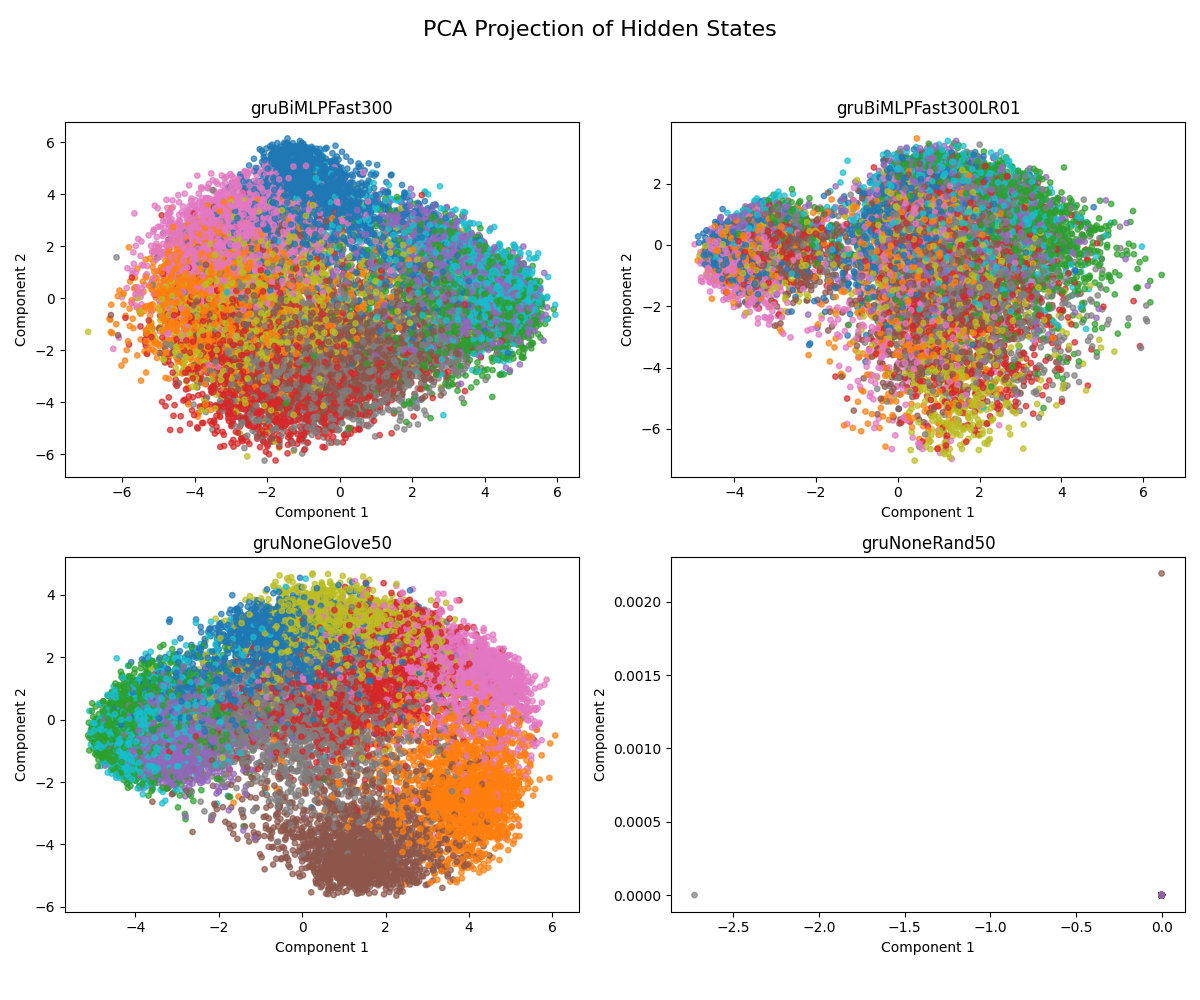 PCA Projection of Hidden States
gruBiMLPFast300
6
4
2
0
−2
−4
−6
Component 2
−6 −4 −2 0 2 4 6
Component 1
gruBiMLPFast300LR01
2
0
−2
−4
−6
Component 2
−4 −2 0 2 4 6
Component 1
gruNoneGlove50
4
2
0
−2
−4
−6
Component 2
−4 −2 0 2 4 6
Component 1
gruNoneRand50
0.0020
0.0015
0.0010
0.0005
0.0000
Component 2
−2.5 −2.0 −1.5 −1.0 −0.5 0.0
Component 1